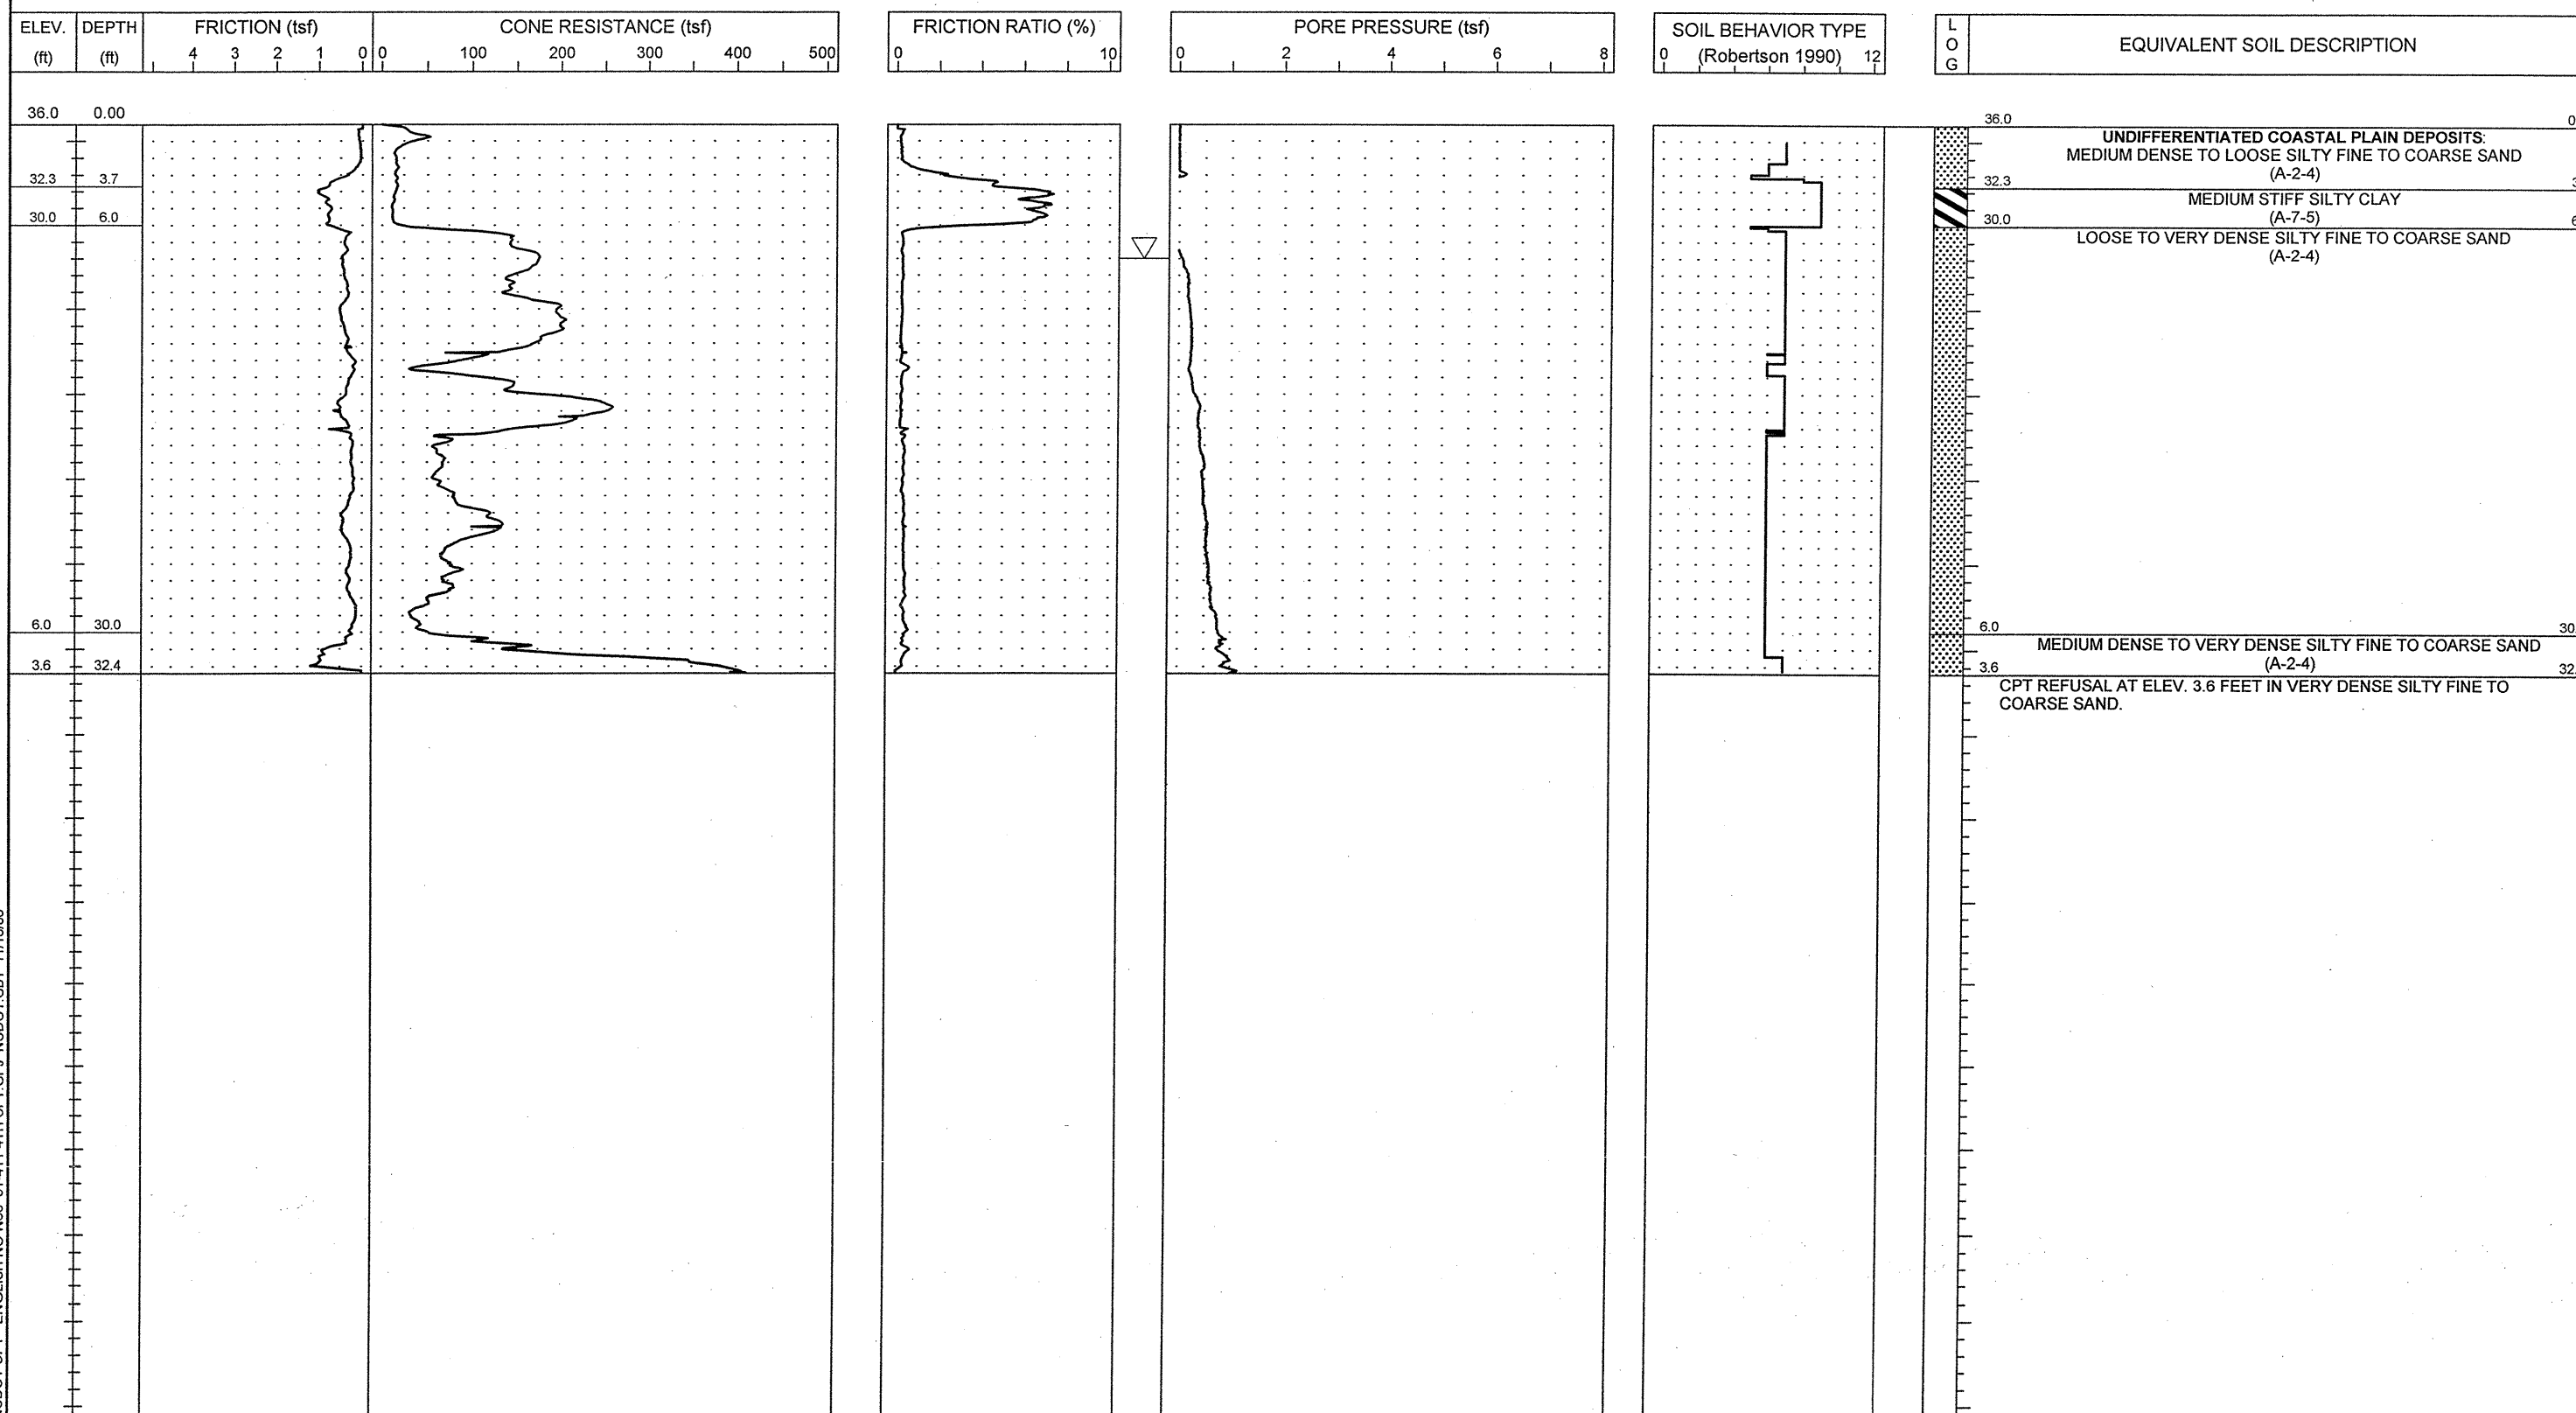 ELEV. DEPTH FRICTION (tsf) CONE RESISTANCE (tsf) FRICTION RATIO (%) PORE PRESSURE (tsf) SOIL BEHAVIOR TYPE LOG EQUIVALENT SOIL DESCRIPTION
(ft) (ft) 4 3 2 1 0 0 100 200 300 400 500 0 10 0 2 4 6 8 0 (Robertson 1990) 12
36.0 0.00
36.0
UNDIFFERENTIATED COASTAL PLAIN DEPOSITS:
MEDIUM DENSE TO LOOSE SILTY FINE TO COARSE SAND
(A-2-4)
32.3 3.7
32.3
MEDIUM STIFF SILTY CLAY
(A-7-5)
30.0 6.0
30.0
LOOSE TO VERY DENSE SILTY FINE TO COARSE SAND
(A-2-4)
6.0 30.0
6.0 30.
MEDIUM DENSE TO VERY DENSE SILTY FINE TO COARSE SAND
(A-2-4)
3.6 32.4
3.6 32.
CPT REFUSAL AT ELEV. 3.6 FEET IN VERY DENSE SILTY FINE TO
COARSE SAND.